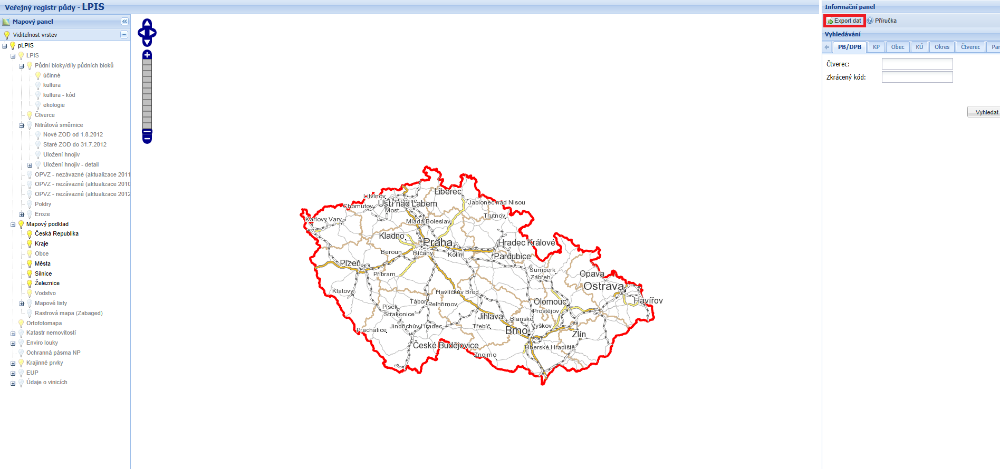 Veřejný registr půdy - LPIS
Mapový panel
Viditelnost vrstev
pLPIS
LPIS
Půdní bloky/díly půdních bloků
účinné
kultura
kultura - kód
ekologie
Čtverce
Nitrátová směrnice
Nové ZOD od 1.8.2012
Staré ZOD do 31.7.2012
Uložení hnojiv
Uložení hnojiv - detail
OPVZ - nezávazné (aktualizace 2011
OPVZ - nezávazné (aktualizace 2010
OPVZ - nezávazné (aktualizace 2012
Poldry
Eroze
Mapový podklad
Česká Republika
Kraje
Obce
Města
Silnice
Železnice
Vodstvo
Mapové listy
Rastrová mapa (Zabaged)
Ortofotomapa
Katastr nemovitostí
Enviro louky
Ochranná pásma NP
Krajinné prvky
EUP
Údaje o vinicích
Liberec
Litvínov
Teplice
Ústí nad Labem
Jablonec nad Nisou
Chomutov
Most
Trutnov
Karlovy Vary
Mladá Boleslav
Kladno
Praha
Hradec Králové
Beroun
Říčany
Kolín
Pardubice
Plzeň
Sumperk
Příbram
Zábřeh
Opava
Ostrava
Klatovy
Havlíčkův Brod
Havířov
Tábor
Pelhřimov
Olomouc
Písek
Prostějov
Strakonice
Jihlava
Blansko
Jindřichův Hradec
Třebíč
Vyškov
Prachatice
Brno
Zlín
České Budějovice
Uherské Hradiště
Znojmo
Informační panel
Export dat Příručka
Vyhledávání
PB/DPB KP Obec KÚ Okres Čtverec Par
Čtverec:
Zkrácený kód:
Vyhledat